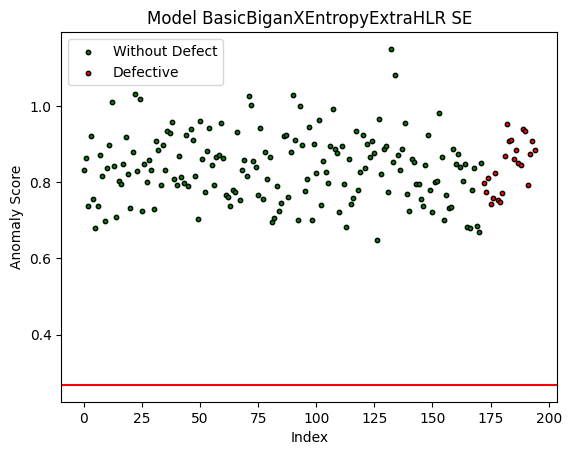 Model BasicBiganXEntropyExtraHLR SE
Without Defect
Defective
Anomaly Score
1.0
0.8
0.6
0.4
0
25
50
75
100
125
150
175
200
Index